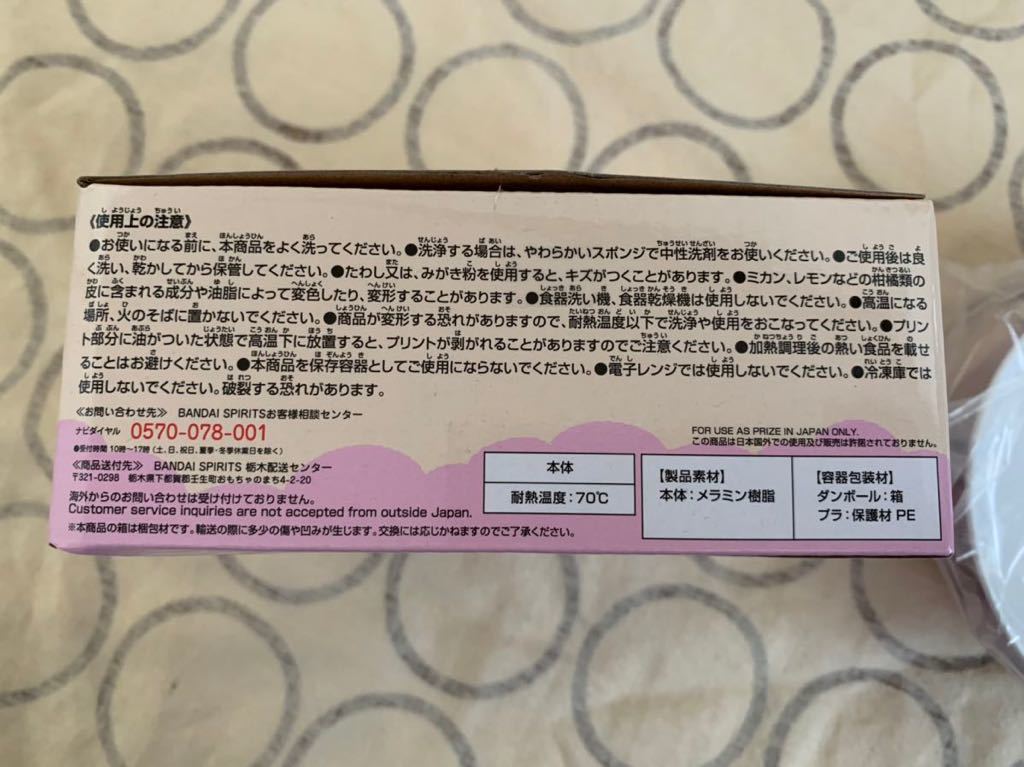 《使用上の注意》
●お使いになる前に、本商品をよく洗ってください。●洗浄する場合は、やわらかいスポンジで中性洗剤をお使いください。●ご使用後は良
く洗い、乾かしてから保管してください。●たわし又は、みがき粉を使用すると、キズがつくことがあります。●ミカン、レモンなどの柑橘類の
皮に含まれる成分や油脂によって変色したり、変形することがあります。●食器洗い機、食器乾燥機は使用しないでください。●高温になる
場所、火のそばに置かないでください。●商品が変形する恐れがありますので、耐熱温度以下で洗浄や使用をおこなってください。●プリン
ト部分に油がついた状態で高温下に放置すると、プリントが剥がれることがありますのでご注意ください。●加熱調理後の熱い食品を載せ
ることはお避けください。●本商品を保存容器としてご使用にならないでください。●電子レンジでは使用しないでください。●冷凍庫では
使用しないでください。破裂する恐れがあります。
≪お問い合わせ先≫ BANDAI SPIRITSお客様相談センター
ナビダイヤル 0570-078-001
●受付時間 10時〜17時(土、日、祝日、夏季・冬季休業日を除く)
≪商品送付先≫ BANDAI SPIRITS 栃木配送センター
〒321-0298 栃木県下都賀郡壬生町おもちゃのまち4-2-20
海外からのお問い合わせは受け付けておりません。
Customer service inquiries are not accepted from outside Japan.
※本商品の箱は梱包材です。輸送の際に多少の傷や凹みが生じます。交換には応じかねますのでご了承ください。
FOR USE AS PRIZE IN JAPAN ONLY.
この商品は日本国外での使用及び販売は許諾されておりません。
本体
耐熱温度:70℃
【製品素材】
本体:メラミン樹脂
【容器包装材】
ダンボール:箱
プラ:保護材 PE